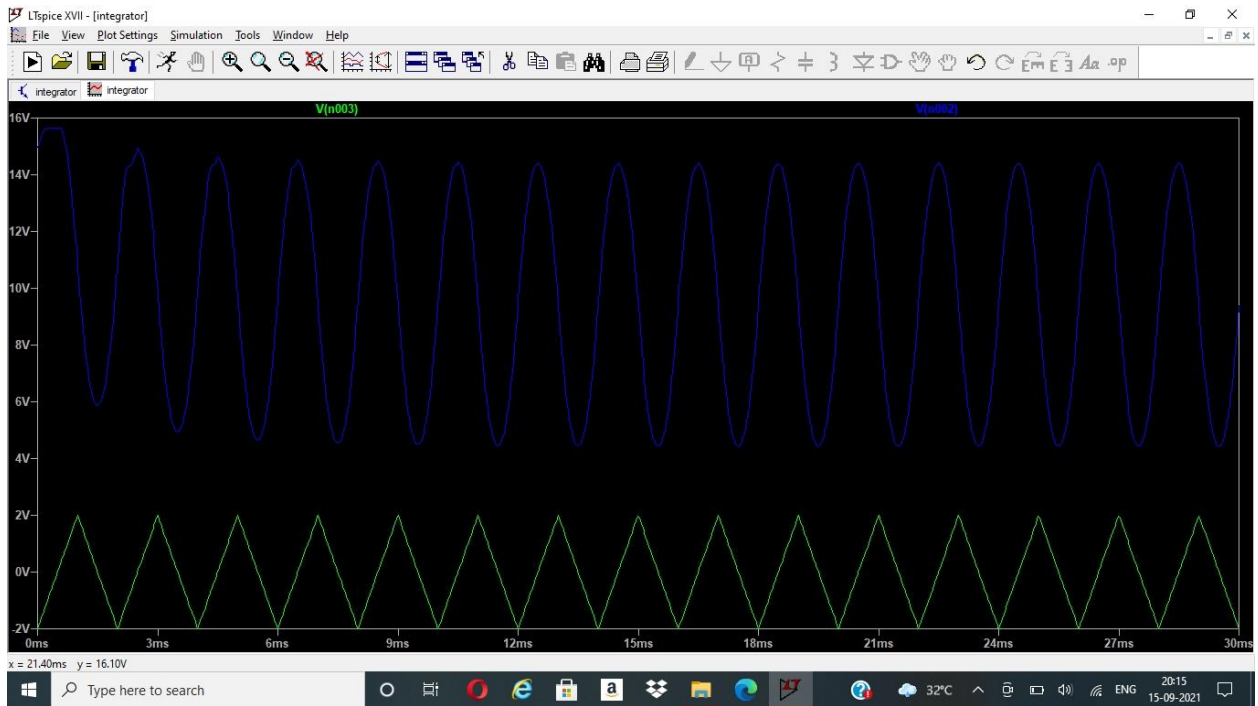 LTspice XVII - [integrator]
File View Plot Settings Simulation Tools Window Help
integrator integrator
V(n003) V(n002)
16V
14V
12V
10V
8V
6V
4V
2V
0V
-2V
0ms 3ms 6ms 9ms 12ms 15ms 18ms 21ms 24ms 27ms 30ms
x = 21.40ms y = 16.10V
Type here to search
a
32°C
ENG
20:15
15-09-2021